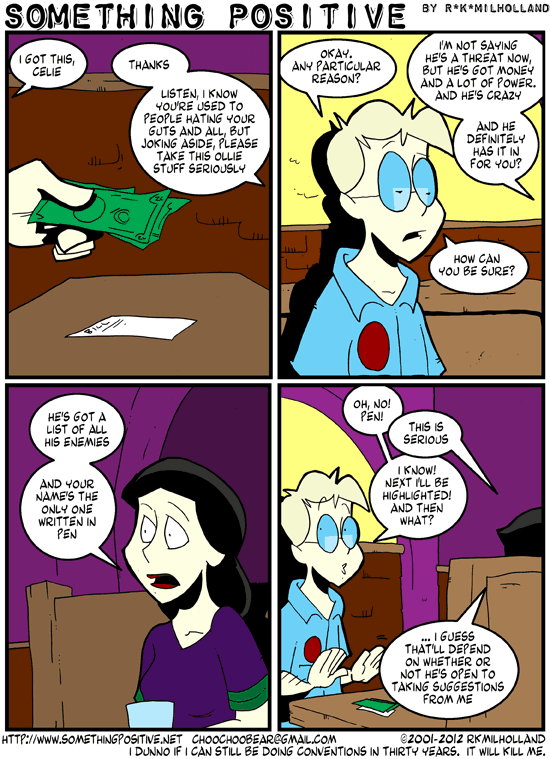 SOMETHING POSITIVE BY R*K*MILHOLLAND
I GOT THIS,
CELIE
THANKS
LISTEN, I KNOW
YOU'RE USED TO
PEOPLE HATING YOUR
GUTS AND ALL, BUT
JOKING ASIDE, PLEASE
TAKE THIS OLLIE
STUFF SERIOUSLY
BILL
OKAY.
ANY PARTICULAR
REASON?
I'M NOT SAYING
HE'S A THREAT NOW,
BUT HE'S GOT MONEY
AND A LOT OF POWER.
AND HE'S CRAZY
AND HE
DEFINITELY
HAS IT IN
FOR YOU?
HOW CAN
YOU BE SURE?
HE'S GOT A
LIST OF ALL
HIS ENEMIES
AND YOUR
NAME'S THE
ONLY ONE
WRITTEN IN
PEN
OH, NO!
PEN!
THIS IS
SERIOUS
I KNOW!
NEXT I'LL BE
HIGHLIGHTED!
AND THEN
WHAT?
... I GUESS
THAT'LL DEPEND
ON WHETHER OR
NOT HE'S OPEN TO
TAKING SUGGESTIONS
FROM ME
HTTP://WWW.SOMETHINGPOSITIVE.NET CHOOCHOOBEAR@GMAIL.COM ©2001-2012 RKMILHOLLAND
I DUNNO IF I CAN STILL BE DOING CONVENTIONS IN THIRTY YEARS. IT WILL KILL ME.